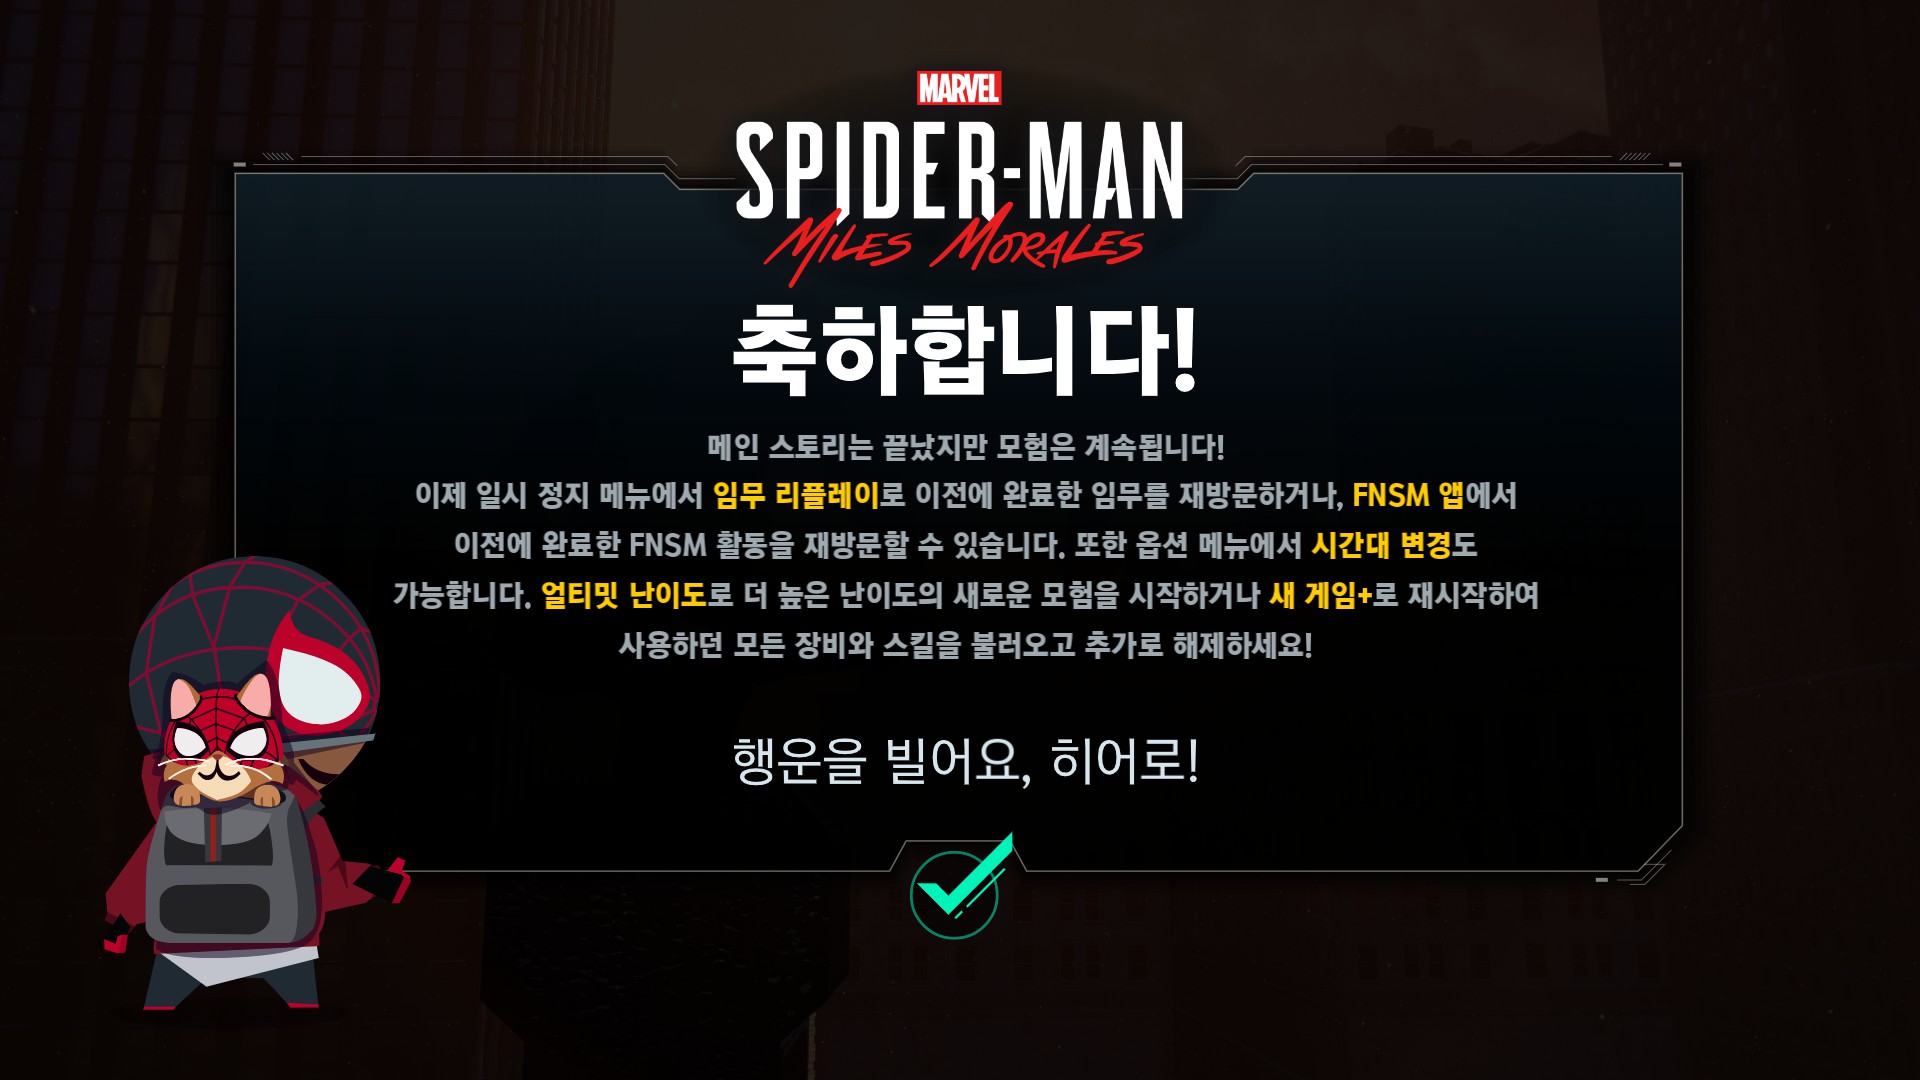 MARVEL
SPIDER-MAN
MILES MORALES
축하합니다!
메인 스토리는 끝났지만 모험은 계속됩니다!
이제 일시 정지 메뉴에서 임무 리플레이로 이전에 완료한 임무를 재방문하거나, FNSM 앱에서
이전에 완료한 FNSM 활동을 재방문할 수 있습니다. 또한 옵션 메뉴에서 시간대 변경도
가능합니다. 얼티밋 난이도로 더 높은 난이도의 새로운 모험을 시작하거나 새 게임+로 재시작하여
사용하던 모든 장비와 스킬을 불러오고 추가로 해제하세요!
행운을 빌어요, 히어로!